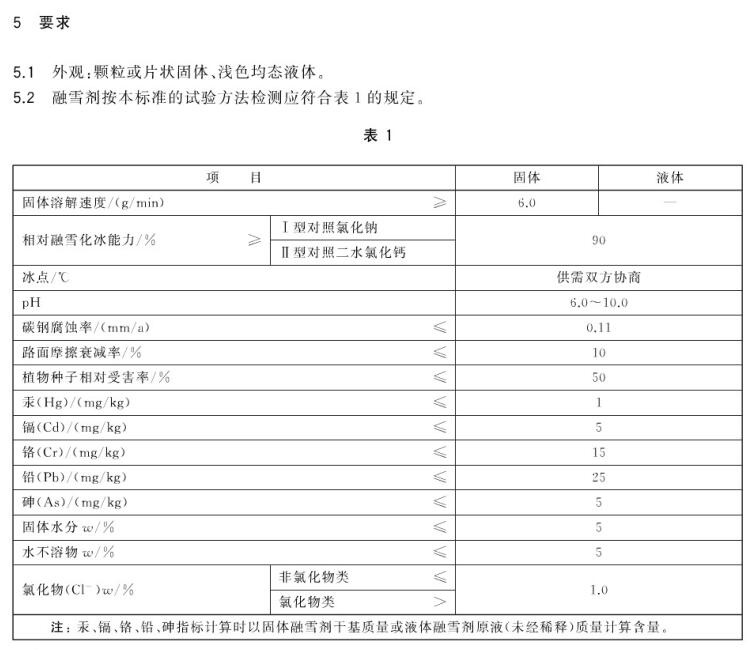 5 要求
5.1 外观:颗粒或片状固体、浅色均态液体。
5.2 融雪剂按本标准的试验方法检测应符合表 1 的规定。
表 1
项 目 固体 液体
固体溶解速度/(g/min) ≥ 6.0 —
相对融雪化冰能力/% ≥ Ⅰ型对照氯化钠 90
Ⅱ型对照二水氯化钙
冰点/℃ 供需双方协商
pH 6.0～10.0
碳钢腐蚀率/(mm/a) ≤ 0.11
路面摩擦衰减率/% ≤ 10
植物种子相对受害率/% ≤ 50
汞(Hg)/(mg/kg) ≤ 1
镉(Cd)/(mg/kg) ≤ 5
铬(Cr)/(mg/kg) ≤ 15
铅(Pb)/(mg/kg) ≤ 25
砷(As)/(mg/kg) ≤ 5
固体水分 w/% ≤ 5
水不溶物 w/% ≤ 5
氯化物(Cl⁻)w/% 非氯化物类 ≤ 1.0
氯化物类 >
注：汞、镉、铬、铅、砷指标计算时以固体融雪剂干基质量或液体融雪剂原液(未经稀释)质量计算含量。